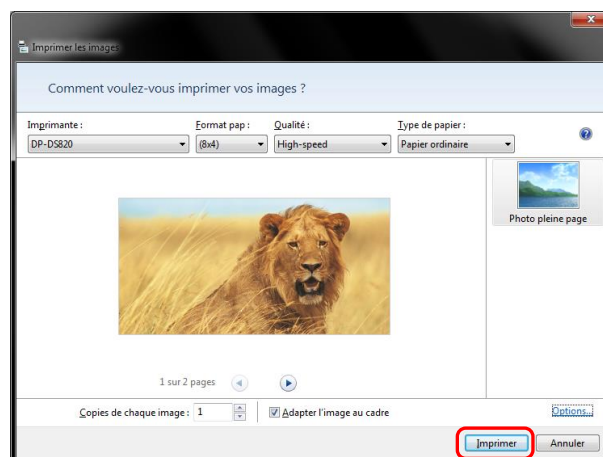 Imprimer les images
Comment voulez-vous imprimer vos images ?
Imprimante : Format pap : Qualité : Type de papier :
DP-DS820 (8x4) High-speed Papier ordinaire
Photo pleine page
1 sur 2 pages
Copies de chaque image : 1 Adapter l'image au cadre Options...
Imprimer Annuler